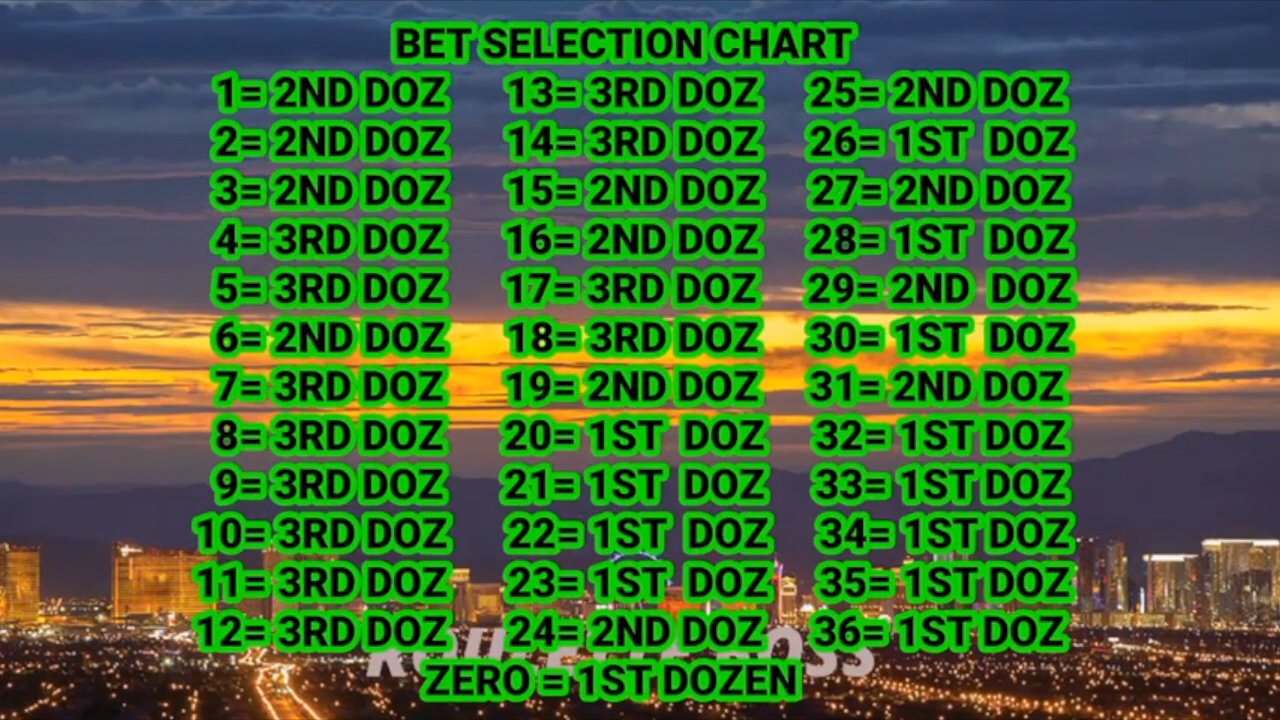 BET SELECTION CHART
1= 2ND DOZ 13= 3RD DOZ 25= 2ND DOZ
2= 2ND DOZ 14= 3RD DOZ 26= 1ST DOZ
3= 2ND DOZ 15= 2ND DOZ 27= 2ND DOZ
4= 3RD DOZ 16= 2ND DOZ 28= 1ST DOZ
5= 3RD DOZ 17= 3RD DOZ 29= 2ND DOZ
6= 2ND DOZ 18= 3RD DOZ 30= 1ST DOZ
7= 3RD DOZ 19= 2ND DOZ 31= 2ND DOZ
8= 3RD DOZ 20= 1ST DOZ 32= 1ST DOZ
9= 3RD DOZ 21= 1ST DOZ 33= 1ST DOZ
10= 3RD DOZ 22= 1ST DOZ 34= 1ST DOZ
11= 3RD DOZ 23= 1ST DOZ 35= 1ST DOZ
12= 3RD DOZ 24= 2ND DOZ 36= 1ST DOZ
ZERO = 1ST DOZEN